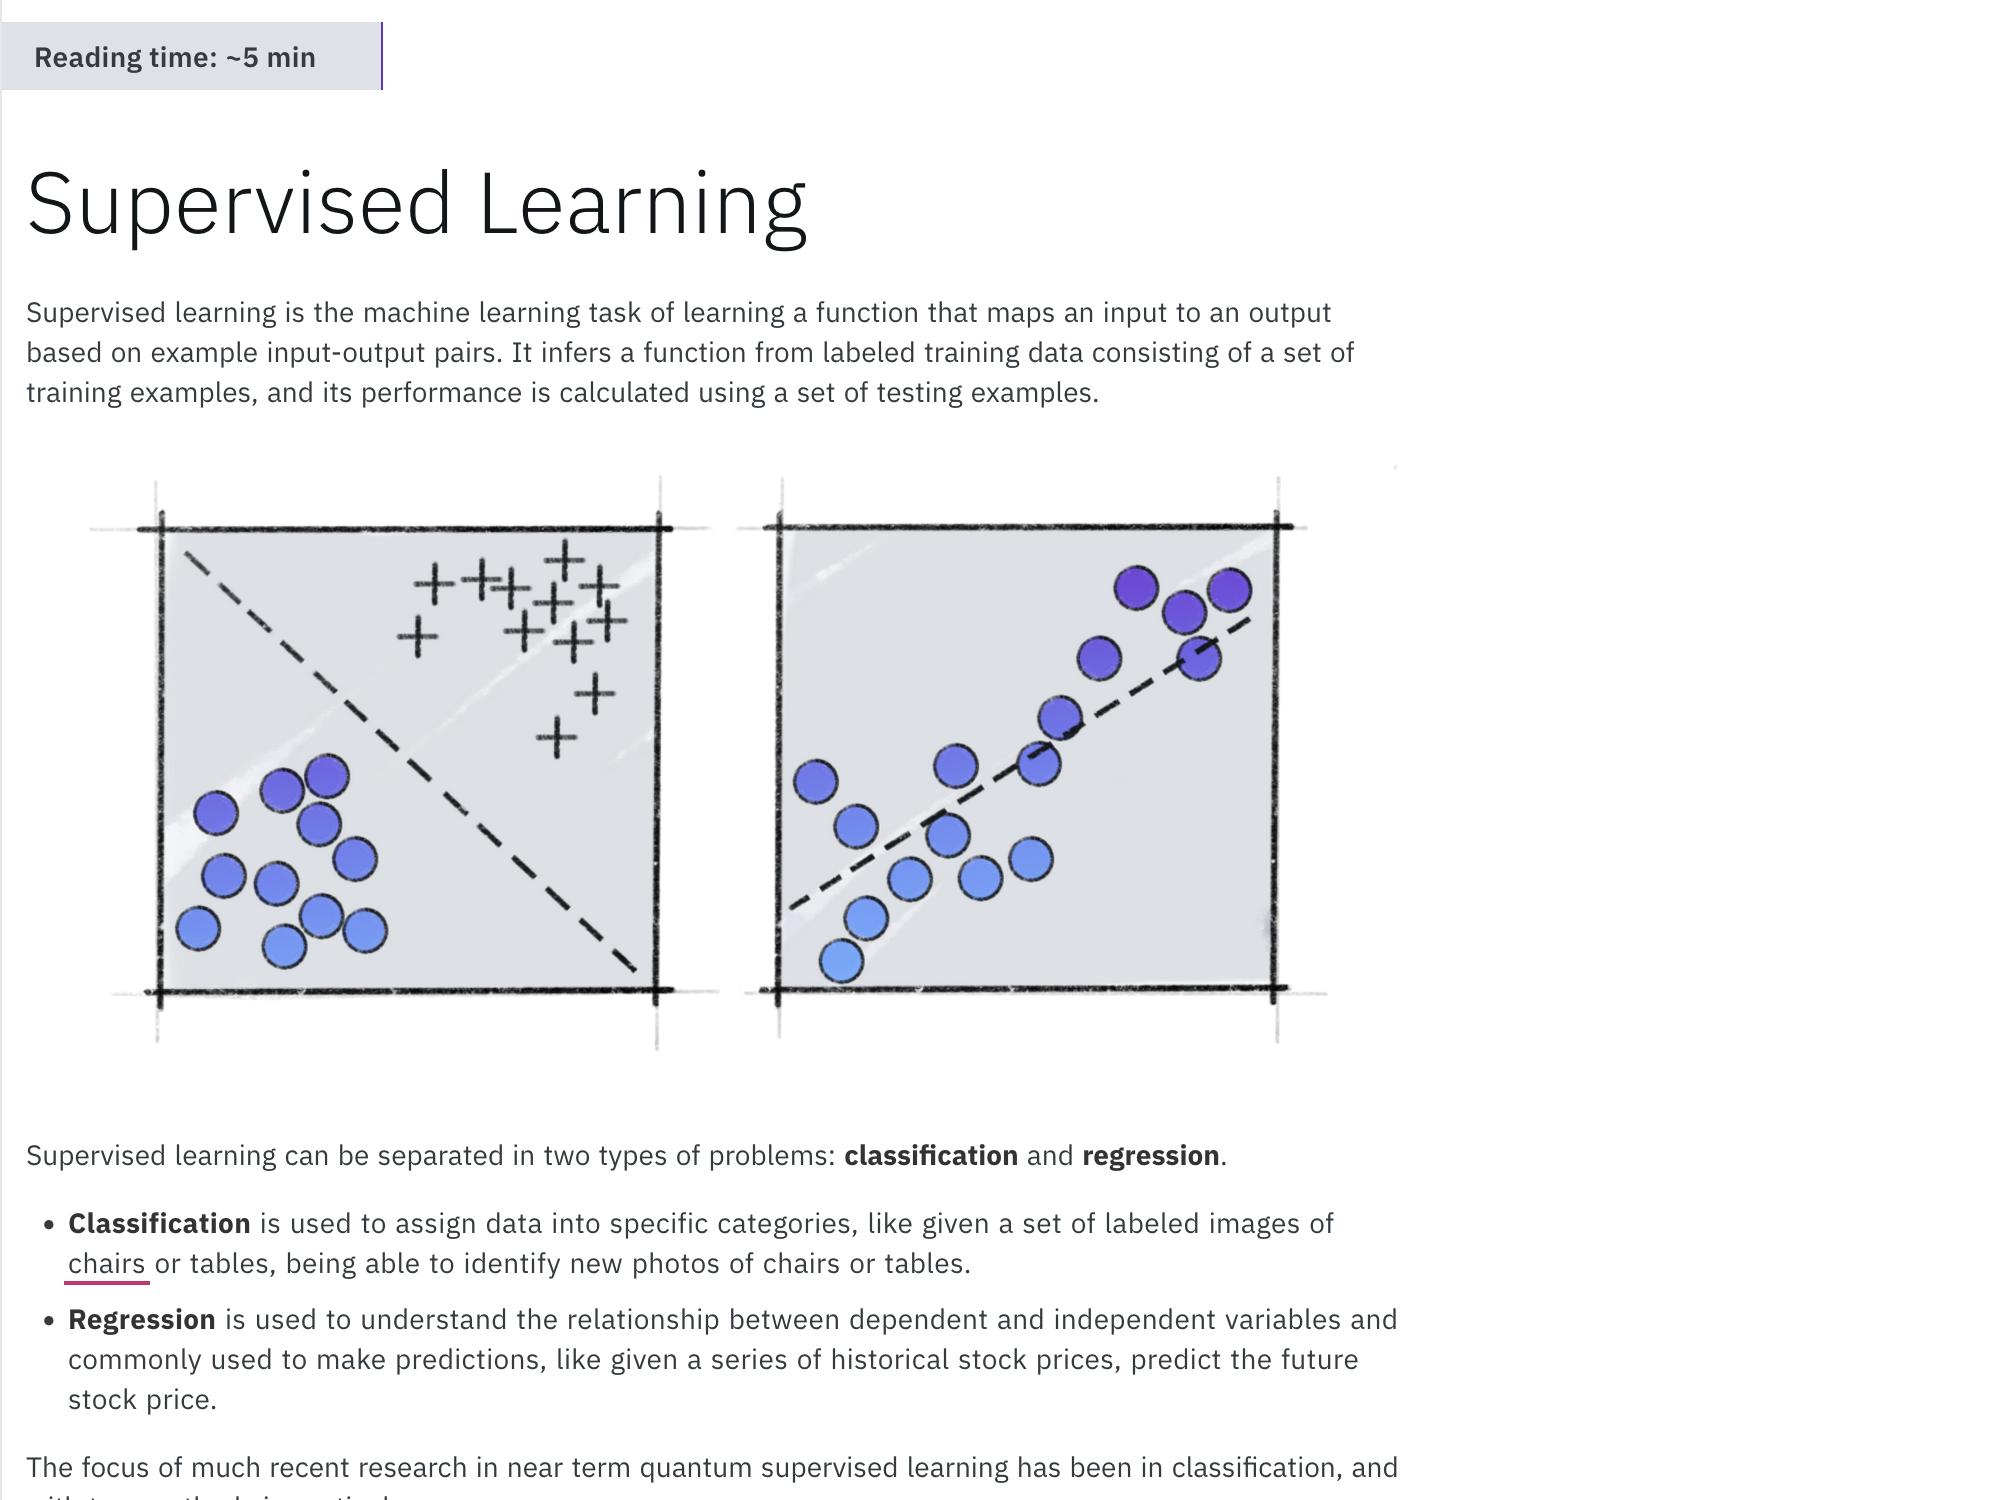 Reading time: ~5 min
Supervised Learning
Supervised learning is the machine learning task of learning a function that maps an input to an output
based on example input-output pairs. It infers a function from labeled training data consisting of a set of
training examples, and its performance is calculated using a set of testing examples.
Supervised learning can be separated in two types of problems: classification and regression.
• Classification is used to assign data into specific categories, like given a set of labeled images of
chairs or tables, being able to identify new photos of chairs or tables.
• Regression is used to understand the relationship between dependent and independent variables and
commonly used to make predictions, like given a series of historical stock prices, predict the future
stock price.
The focus of much recent research in near term quantum supervised learning has been in classification, and